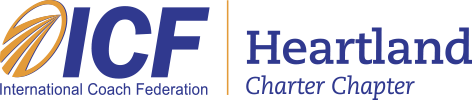 ICF
International Coach Federation
Heartland
Charter Chapter